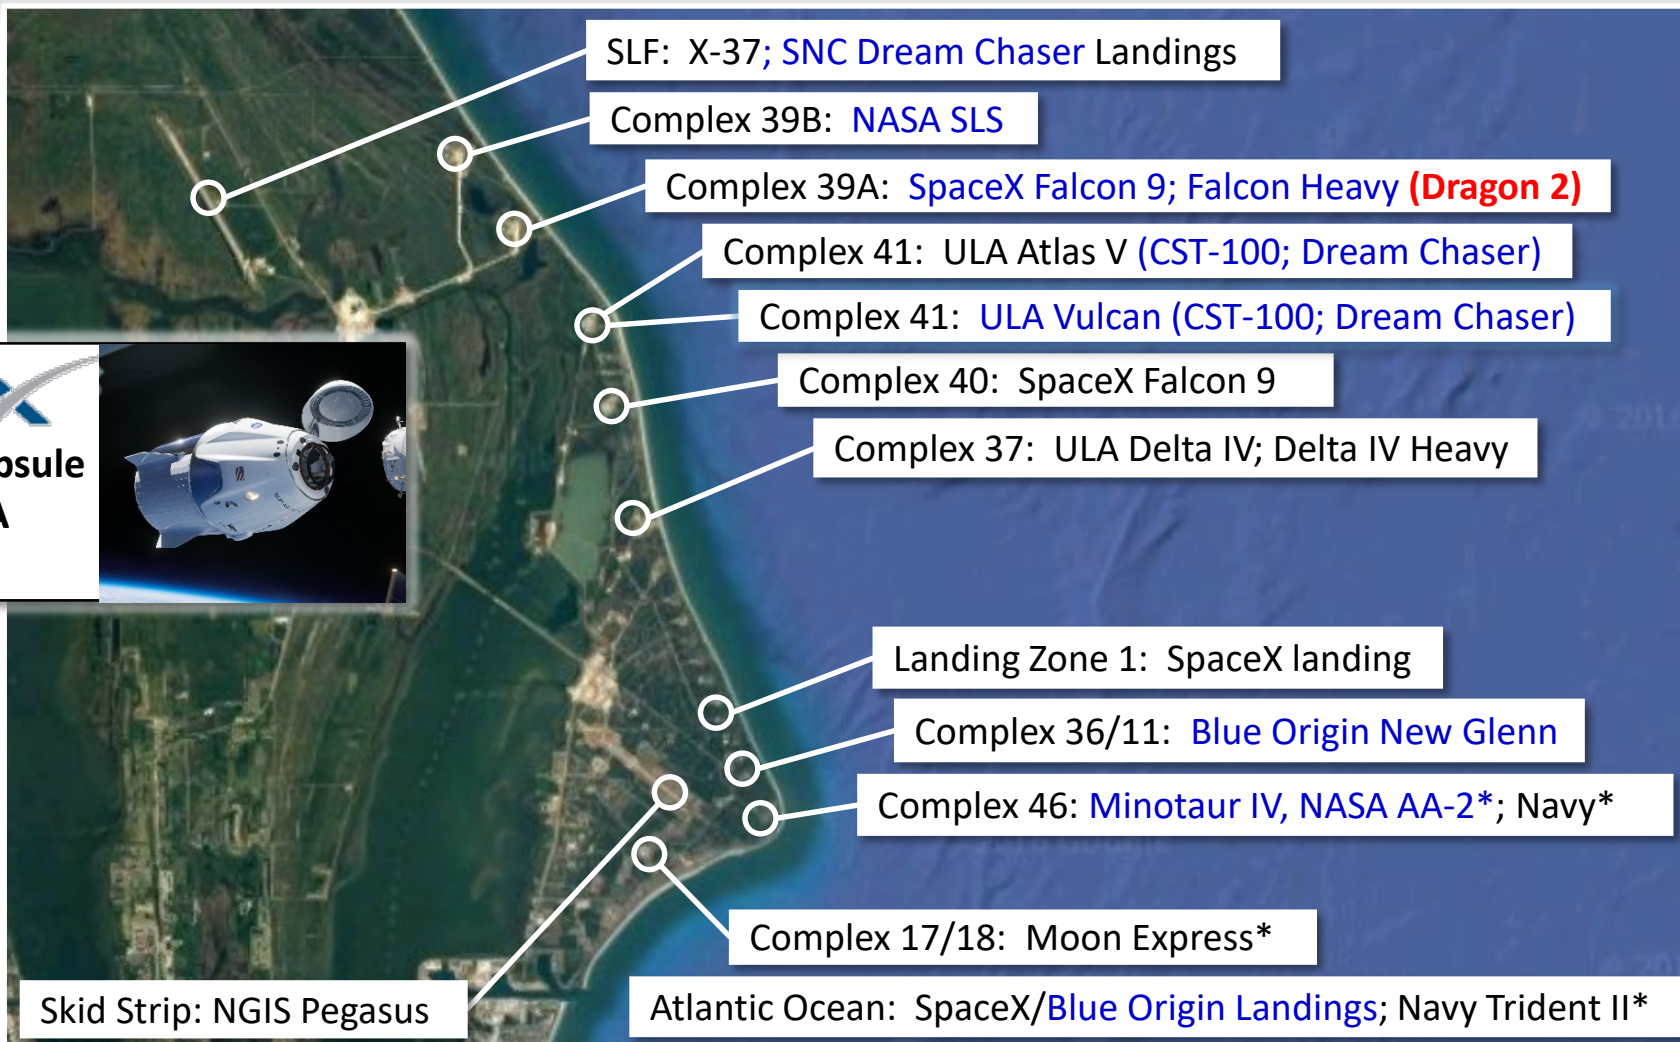 SLF: X-37; SNC Dream Chaser Landings
Complex 39B: NASA SLS
Complex 39A: SpaceX Falcon 9; Falcon Heavy (Dragon 2)
Complex 41: ULA Atlas V (CST-100; Dream Chaser)
Complex 41: ULA Vulcan (CST-100; Dream Chaser)
Complex 40: SpaceX Falcon 9
Complex 37: ULA Delta IV; Delta IV Heavy
X
psule
A
Landing Zone 1: SpaceX landing
Complex 36/11: Blue Origin New Glenn
Complex 46: Minotaur IV, NASA AA-2*; Navy*
Complex 17/18: Moon Express*
Skid Strip: NGIS Pegasus
Atlantic Ocean: SpaceX/Blue Origin Landings; Navy Trident II*